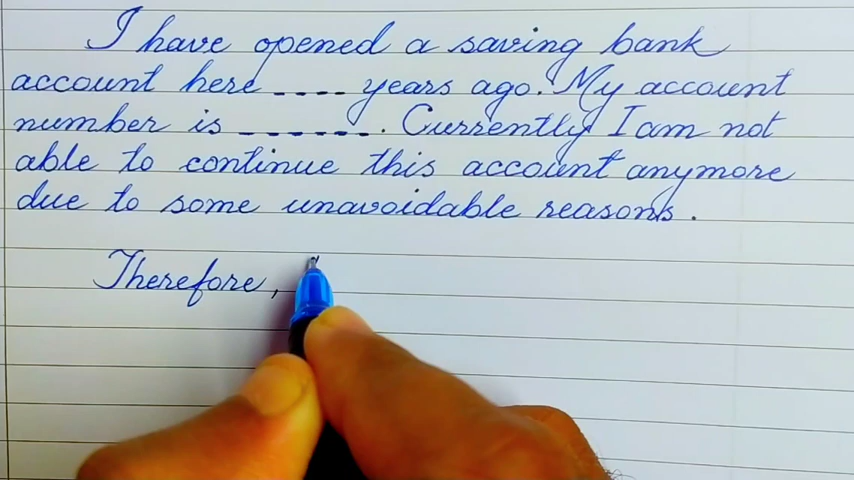 I have opened a saving bank
account here ---- years ago. My account
number is -------. Currently I am not
able to continue this account anymore
due to some unavoidable reasons.
Therefore,